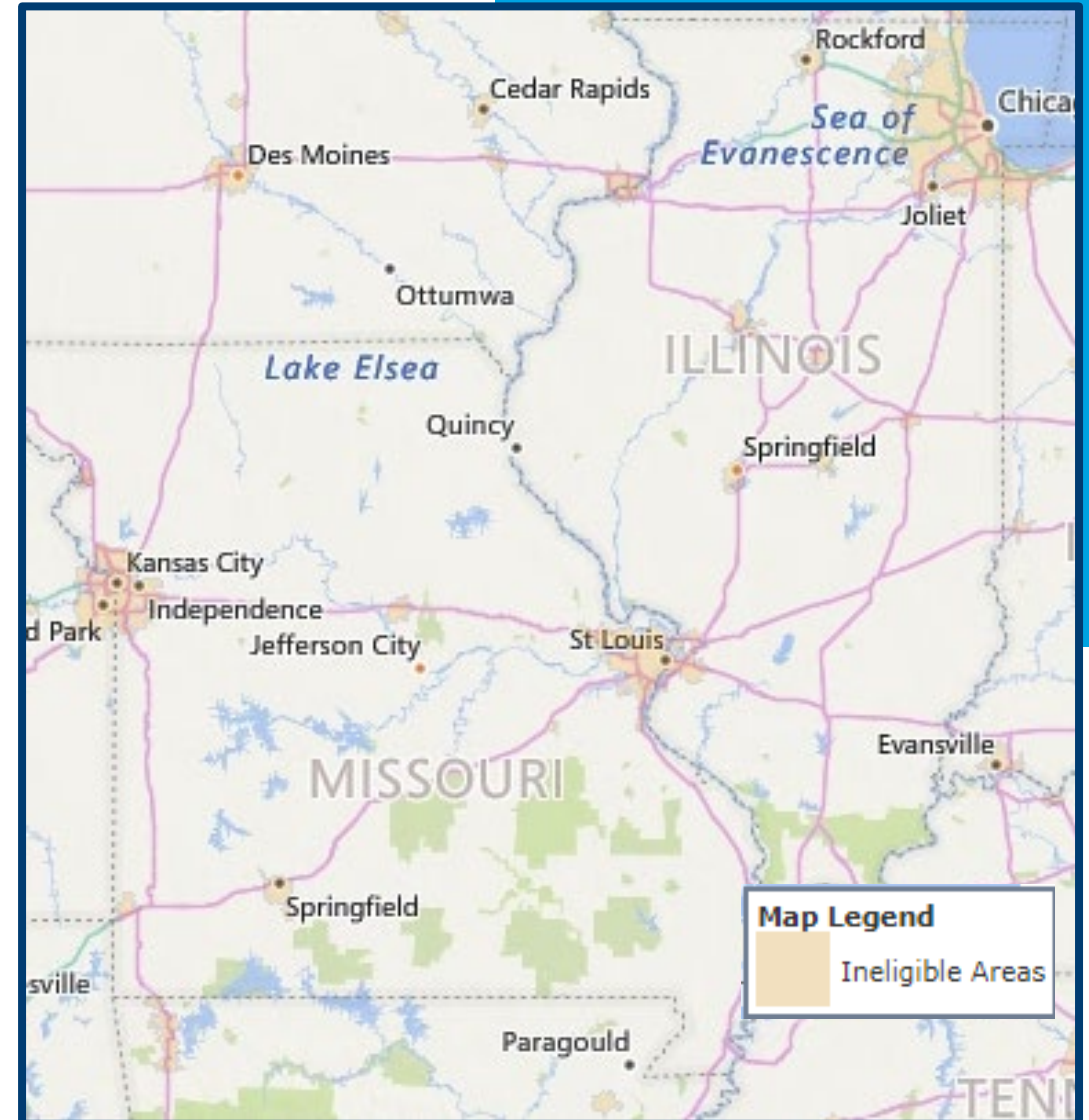 Rockford
Cedar Rapids
Chica
Sea of
Evanescence
Des Moines
Joliet
Ottumwa
ILLINOIS
Lake Elsea
Quincy
Springfield
Kansas City
Independence
d Park
Jefferson City
St Louis
Evansville
MISSOURI
Springfield
Map Legend
Ineligible Areas
sville
Paragould
TENN